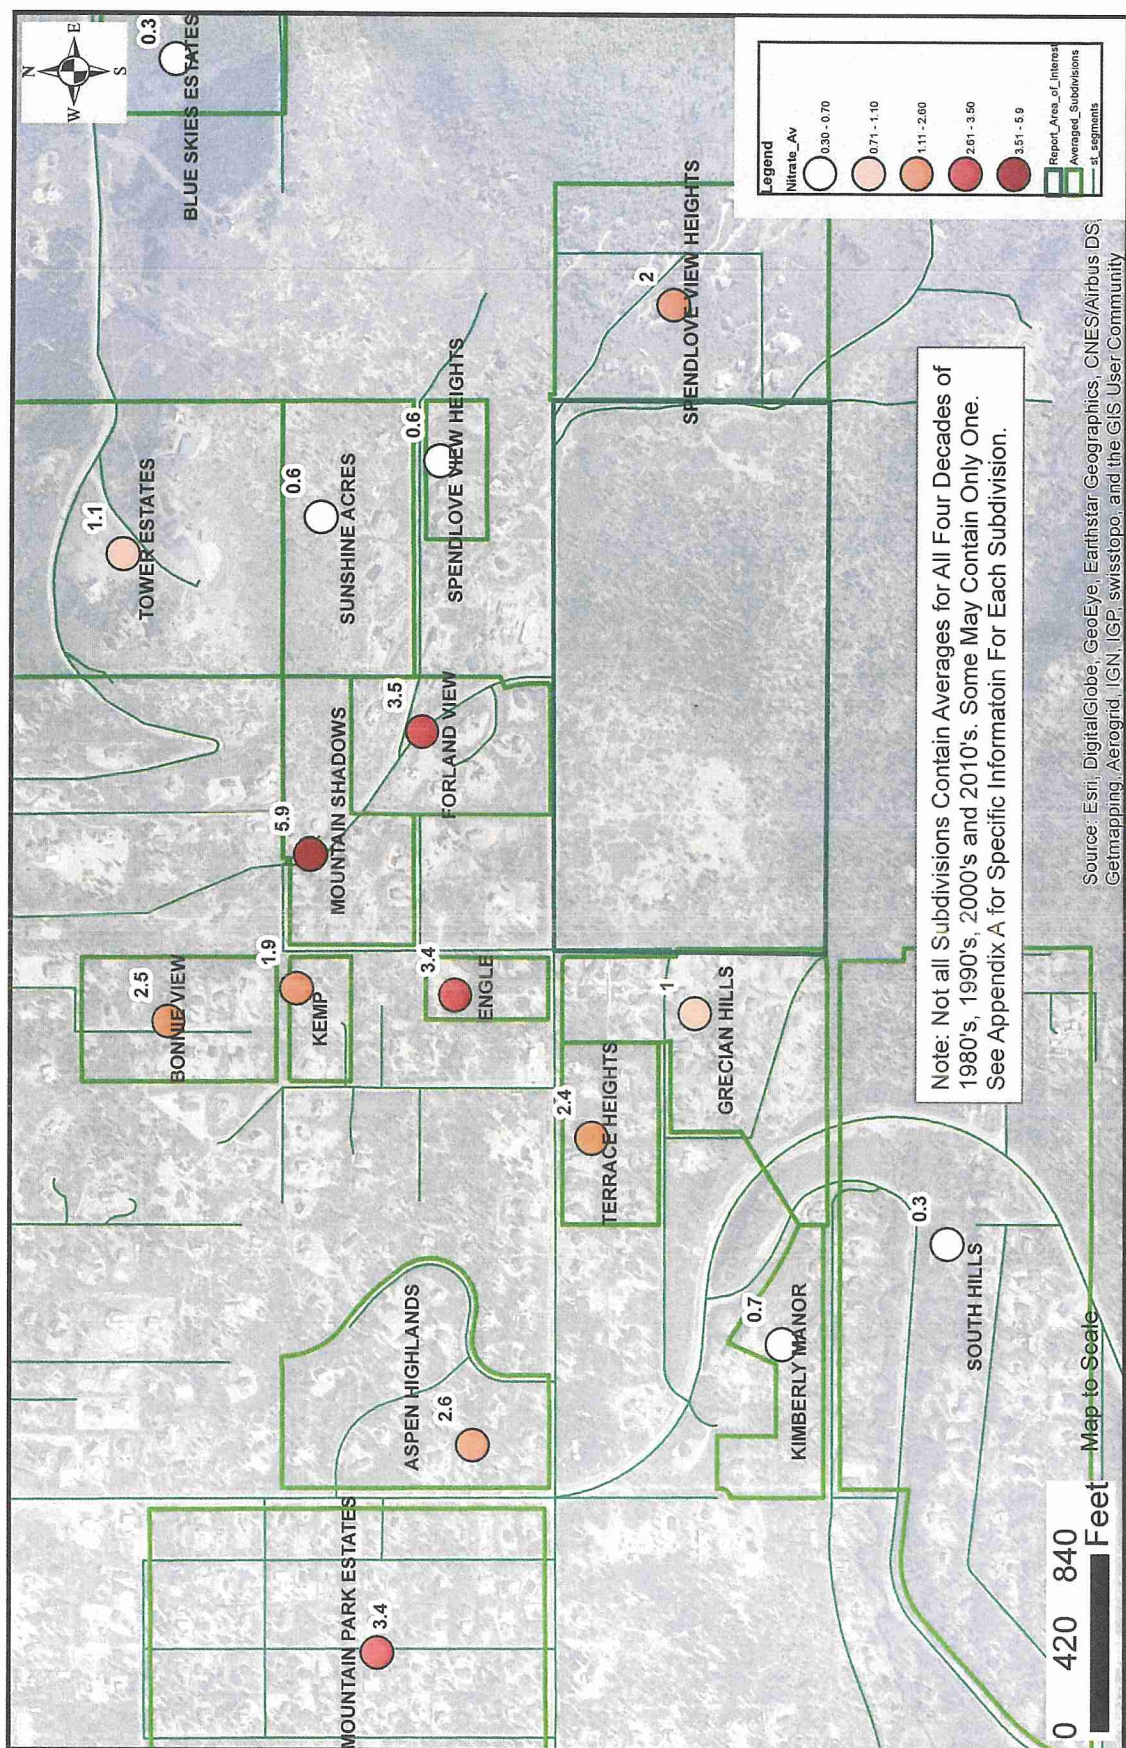 N
W
E
S
0.3
BLUE SKIES ESTATES
1.1
TOWER ESTATES
0.6
SUNSHINE ACRES
0.6
SPENDLOVE VIEW HEIGHTS
2
SPENDLOVE VIEW HEIGHTS
5.9
MOUNTAIN SHADOWS
3.5
FORLAND VIEW
2.5
BONNIE VIEW
1.9
KEMP
3.4
ENGLE
1
GRECIAN HILLS
2.4
TERRACE HEIGHTS
ASPEN HIGHLANDS
2.6
MOUNTAIN PARK ESTATES
3.4
0.7
KIMBERLY MANOR
0.3
SOUTH HILLS
Legend
Nitrate_Av
0.30 - 0.70
0.71 - 1.10
1.11 - 2.60
2.61 - 3.50
3.51 - 5.9
Report_Area_of_Interest
Averaged_Subdivisions
st_segments
Note: Not all Subdivisions Contain Averages for All Four Decades of
1980's, 1990's, 2000's and 2010's. Some May Contain Only One.
See Appendix A for Specific Informatoin For Each Subdivision.
0 420 840
Feet
Map to Scale
Source: Esri, DigitalGlobe, GeoEye, Earthstar Geographics, CNES/Airbus DS,
Getmapping, Aerogrid, IGN, IGP, swisstopo, and the GIS User Community